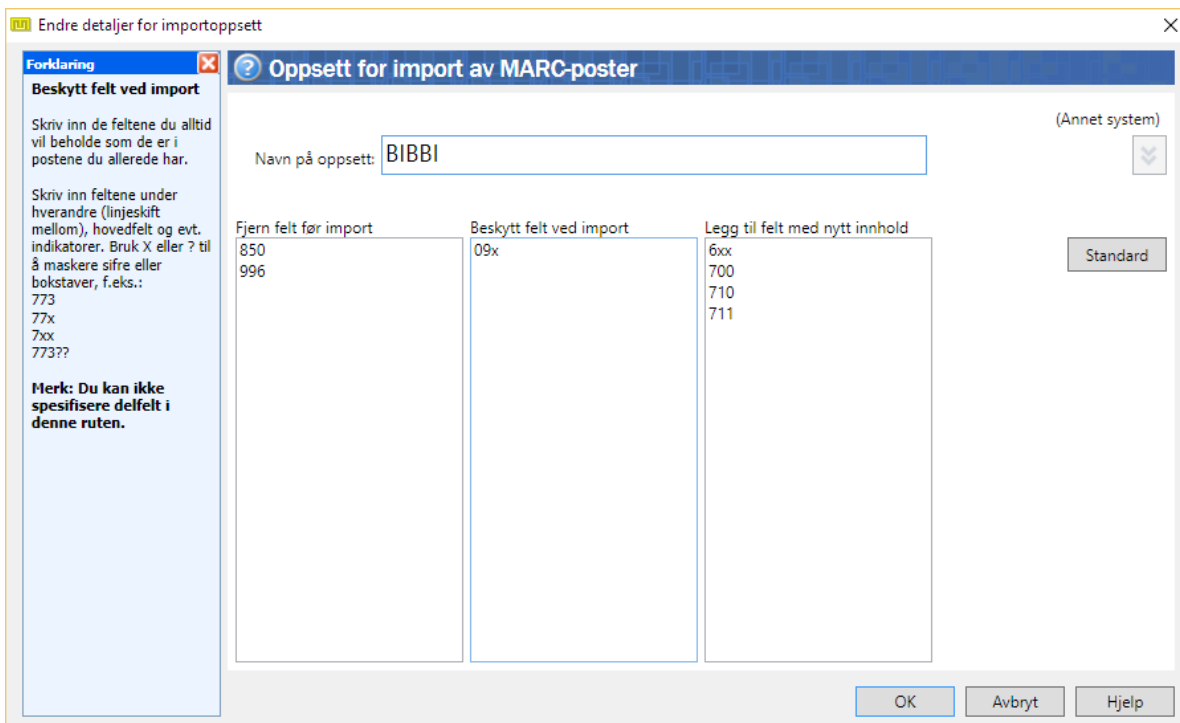 Endre detaljer for importoppsett
Forklaring
Beskytt felt ved import
Skriv inn de feltene du alltid
vil beholde som de er i
postene du allerede har.
Skriv inn feltene under
hverandre (linjeskift
mellom), hovedfelt og evt.
indikatorer. Bruk X eller ? til
å maskere sifre eller
bokstaver, f.eks.:
773
77x
7xx
773??
Merk: Du kan ikke
spesifisere delfelt i
denne ruten.
Oppsett for import av MARC-poster
(Annet system)
Navn på oppsett: BIBBI
Fjern felt før import
850
996
Beskytt felt ved import
09x
Legg til felt med nytt innhold
6xx
700
710
711
Standard
OK Avbryt Hjelp